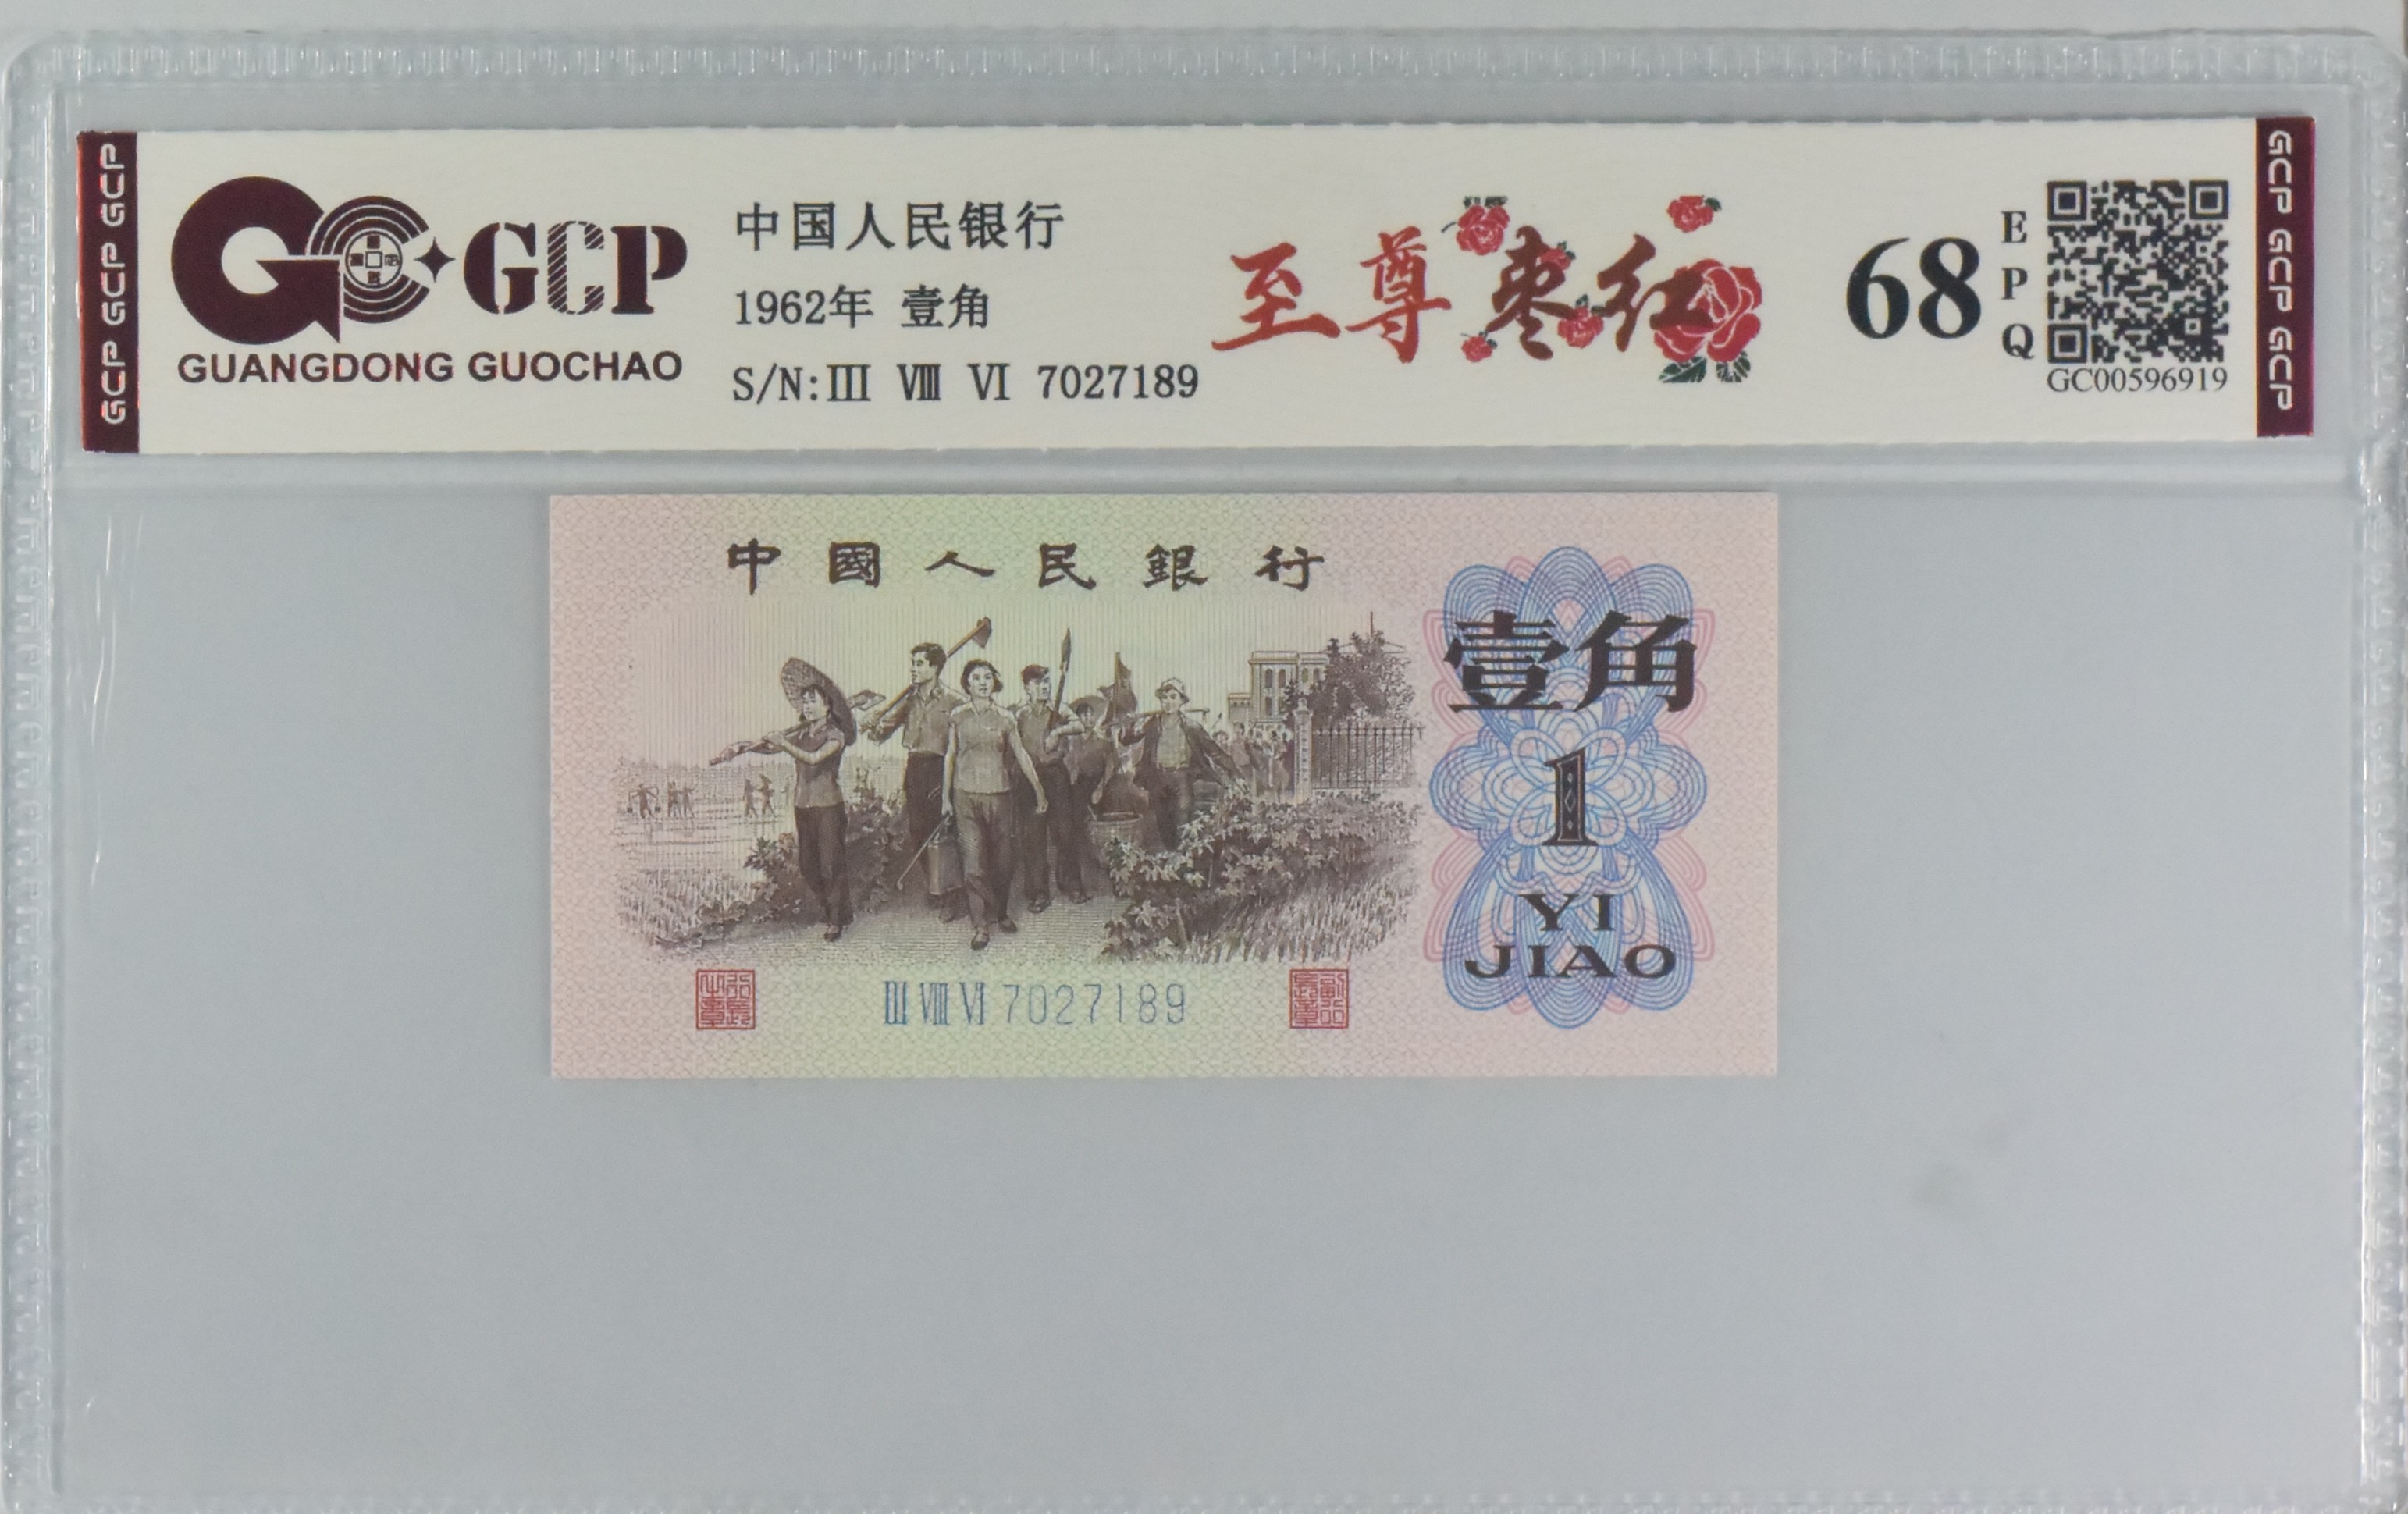 GCP GCP GCP
GCP
GUANGDONG GUOCHAO
中国人民银行
1962年 壹角
S/N:Ⅲ Ⅷ Ⅵ 7027189
至尊枣红
68
EPQ
GC00596919
GCP GCP GCP
中國人民銀行
壹角
1
YI
JIAO
Ⅲ Ⅷ Ⅵ 7027189